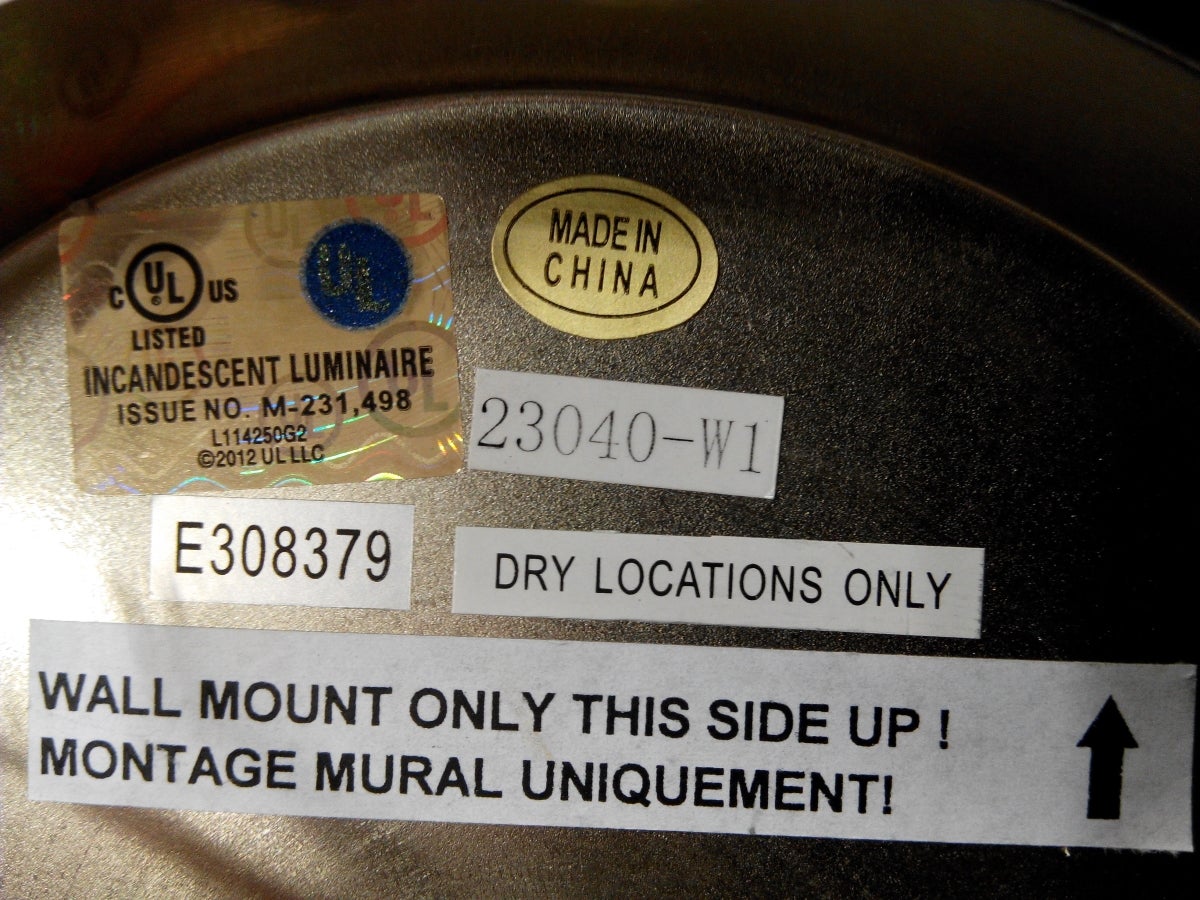 C UL US
®
UL
LISTED
INCANDESCENT LUMINAIRE
ISSUE NO. M-231,498
L114250G2
©2012 UL LLC
MADE IN
CHINA
23040-W1
E308379
DRY LOCATIONS ONLY
WALL MOUNT ONLY THIS SIDE UP !
MONTAGE MURAL UNIQUEMENT!